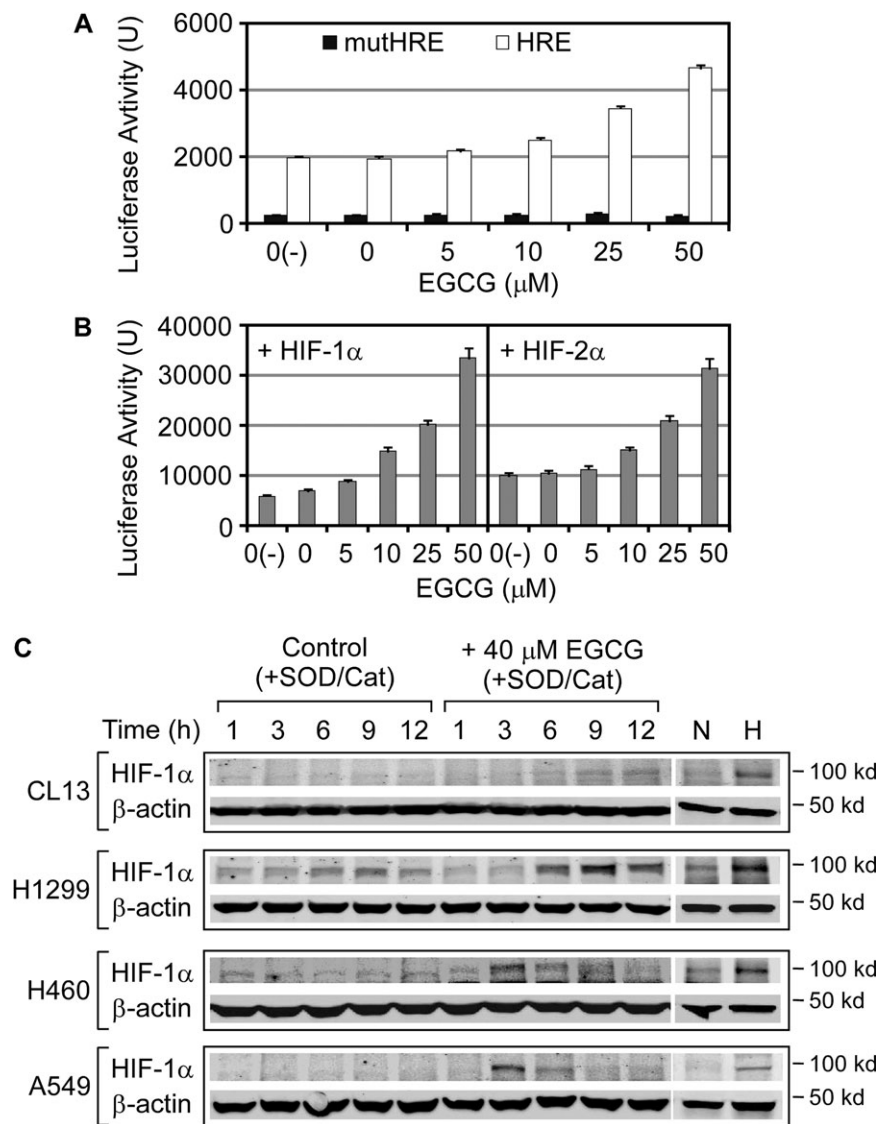 A
Luciferase Avtivity (U)
6000
4000
2000
0
mutHRE HRE
0(-) 0 5 10 25 50
EGCG (μM)
B
Luciferase Avtivity (U)
40000
30000
20000
10000
0
+ HIF-1α + HIF-2α
0(-) 0 5 10 25 50 0(-) 0 5 10 25 50
EGCG (μM)
C
Control
(+SOD/Cat)
+ 40 μM EGCG
(+SOD/Cat)
Time (h) 1 3 6 9 12 1 3 6 9 12 N H
CL13
HIF-1α – 100 kd
β-actin – 50 kd
H1299
HIF-1α – 100 kd
β-actin – 50 kd
H460
HIF-1α – 100 kd
β-actin – 50 kd
A549
HIF-1α – 100 kd
β-actin – 50 kd